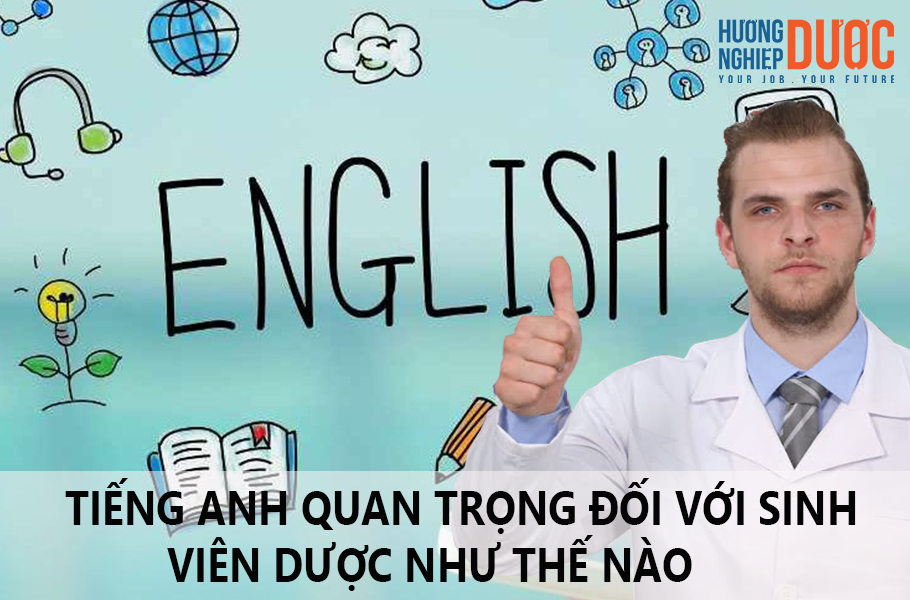 HƯỚNG NGHIỆP DƯỢC
YOUR JOB . YOUR FUTURE
ENGLISH
TIẾNG ANH QUAN TRỌNG ĐỐI VỚI SINH
VIÊN DƯỢC NHƯ THẾ NÀO